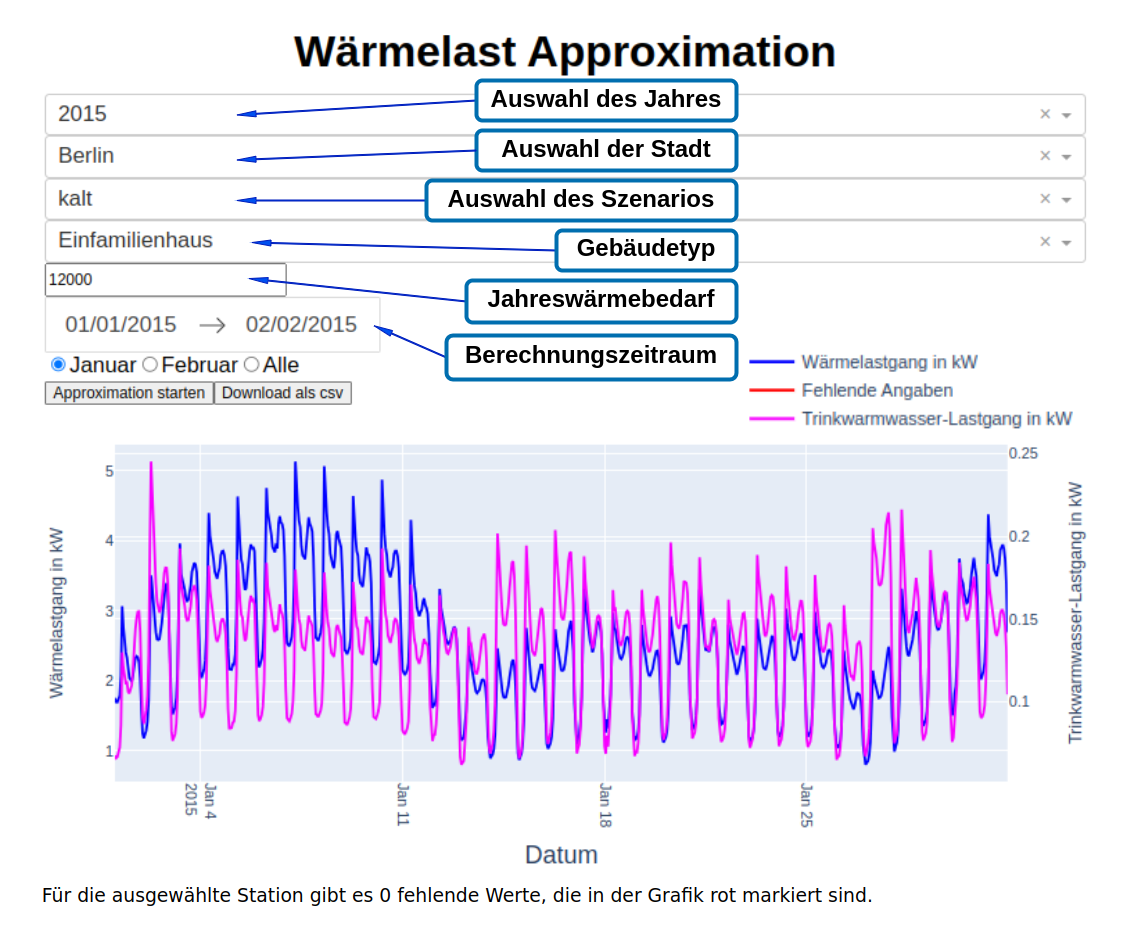 Wärmelast Approximation
2015
Auswahl des Jahres
×
Berlin
Auswahl der Stadt
×
kalt
Auswahl des Szenarios
×
Einfamilienhaus
Gebäudetyp
×
12000
Jahreswärmebedarf
01/01/2015 → 02/02/2015
Berechnungszeitraum
Januar Februar Alle
Approximation starten Download als csv
Wärmelastgang in kW
Fehlende Angaben
Trinkwarmwasser-Lastgang in kW
Wärmelastgang in kW
5
4
3
2
1
0.25
0.2
0.15
0.1
Trinkwarmwasser-Lastgang in kW
Jan 4
2015
Jan 11
Jan 18
Jan 25
Datum
Für die ausgewählte Station gibt es 0 fehlende Werte, die in der Grafik rot markiert sind.